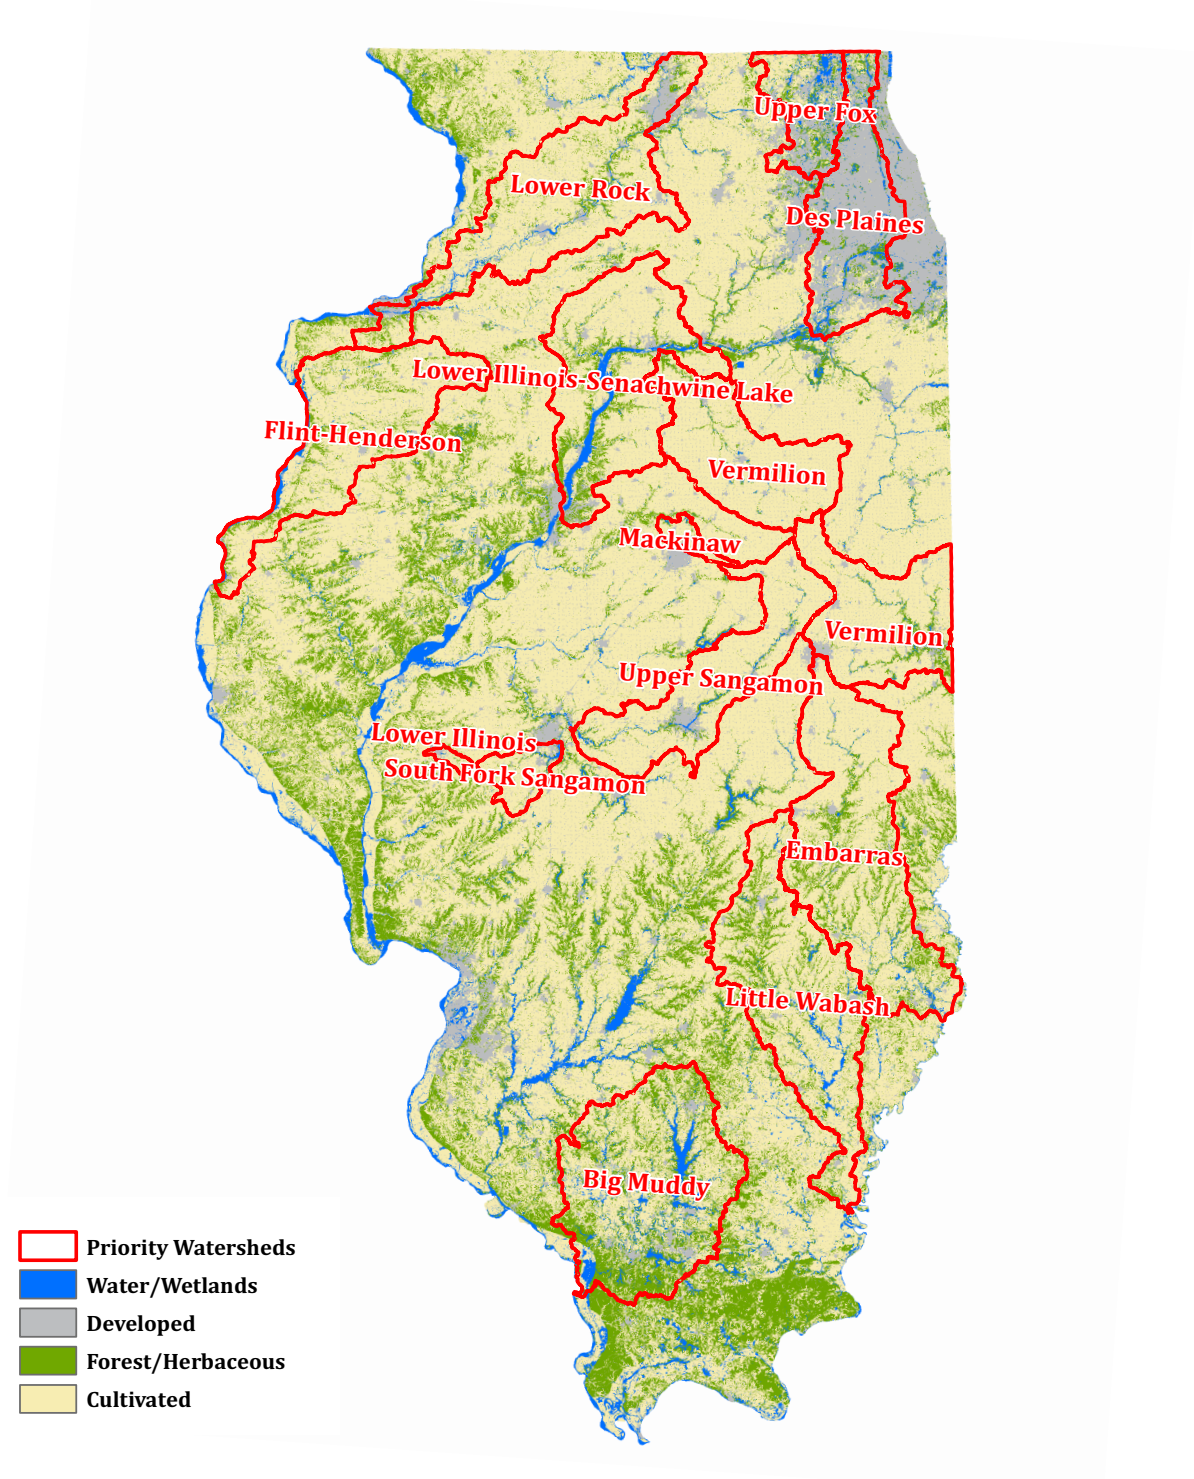 Upper Fox
Lower Rock
Des Plaines
Lower Illinois-Senachwine Lake
Flint-Henderson
Vermilion
Mackinaw
Vermilion
Upper Sangamon
Lower Illinois
South Fork Sangamon
Embarras
Little Wabash
Big Muddy
Priority Watersheds
Water/Wetlands
Developed
Forest/Herbaceous
Cultivated